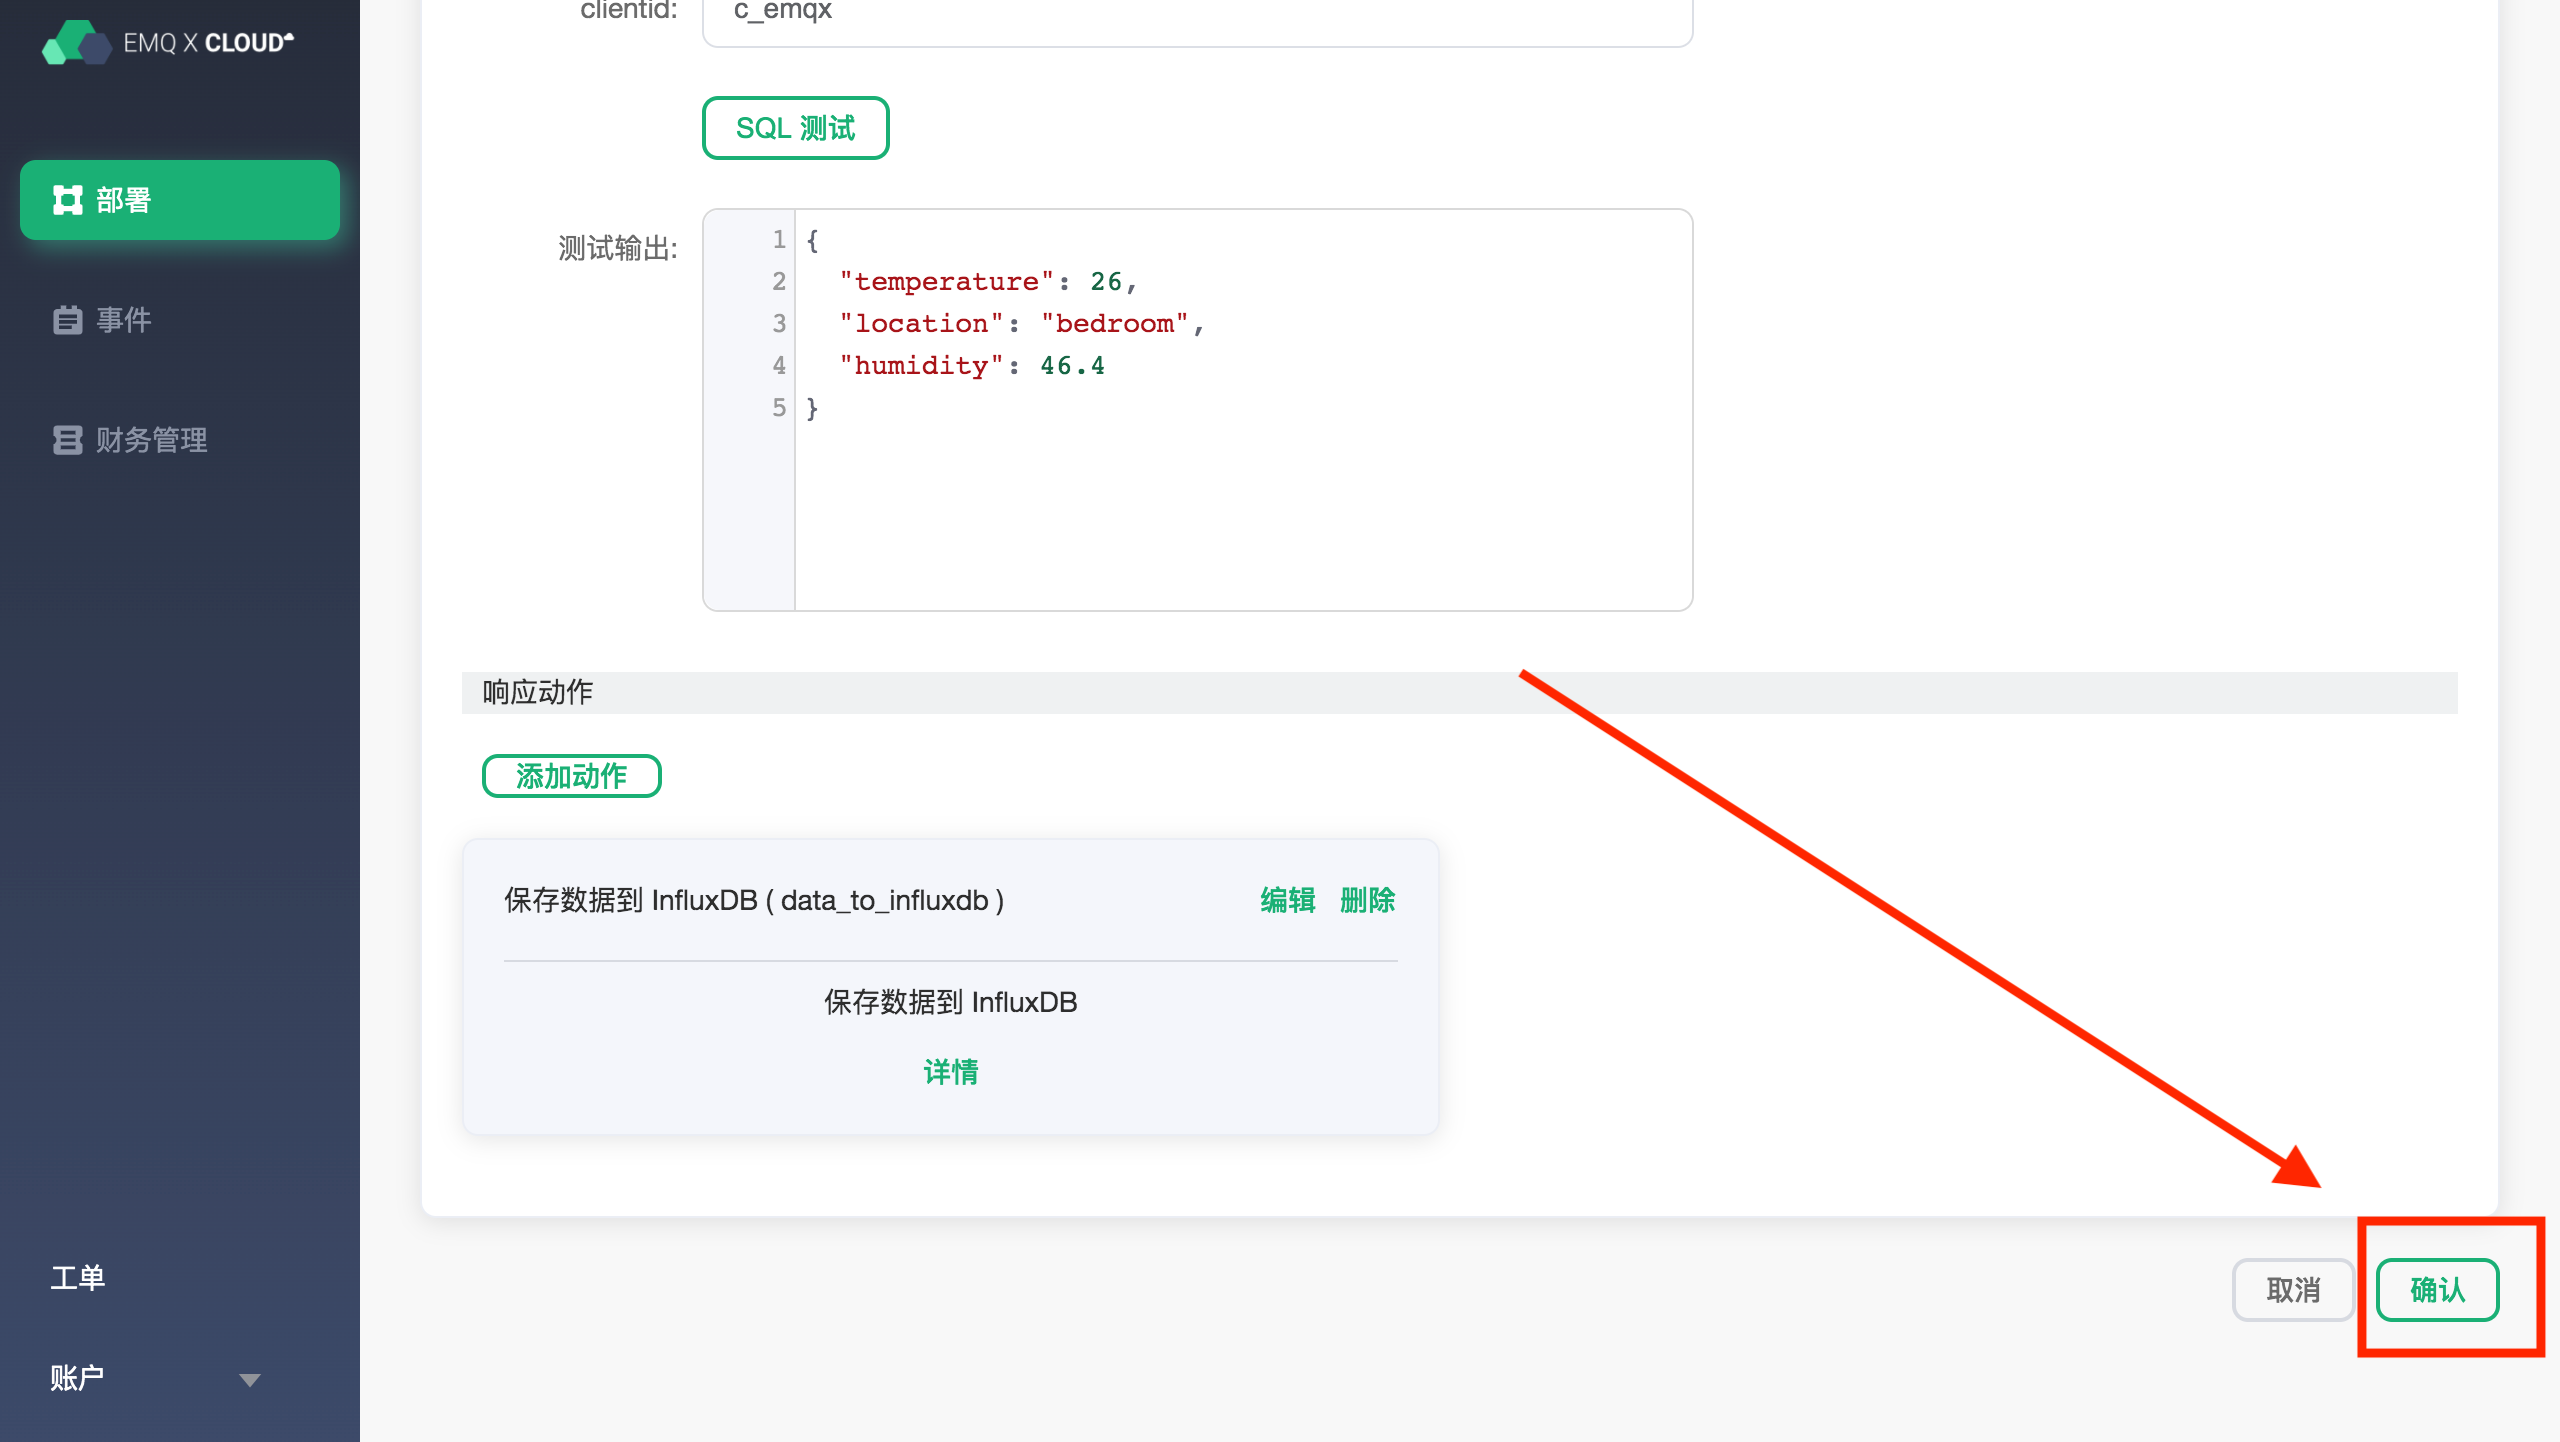 EMQ X CLOUD
部署
事件
财务管理
工单
账户
clientid:
c_emqx
SQL 测试
测试输出:
1 {
2 "temperature": 26,
3 "location": "bedroom",
4 "humidity": 46.4
5 }
响应动作
添加动作
保存数据到 InfluxDB ( data_to_influxdb )
编辑 删除
保存数据到 InfluxDB
详情
取消 确认